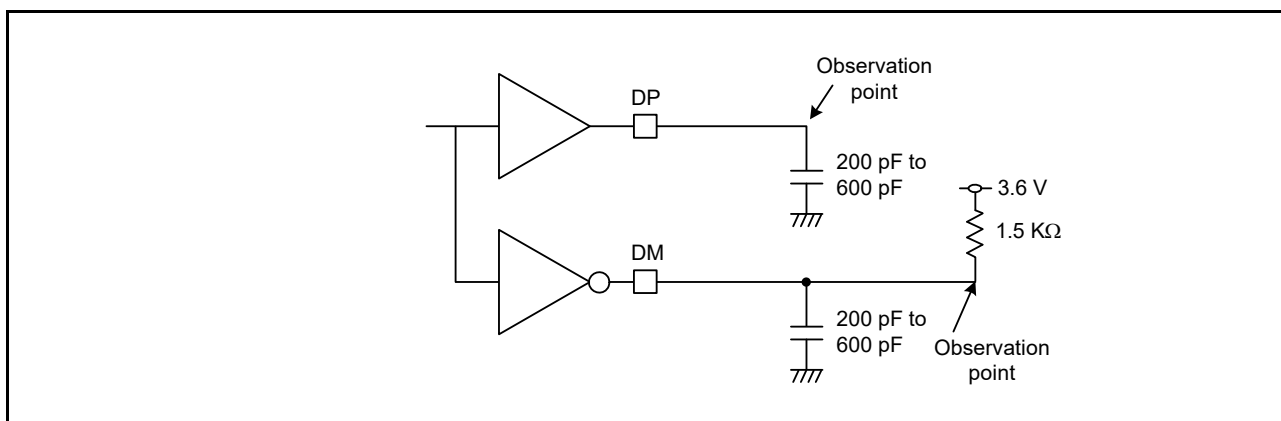 Observation
point
DP
200 pF to
600 pF
3.6 V
1.5 KΩ
DM
200 pF to
600 pF
Observation
point